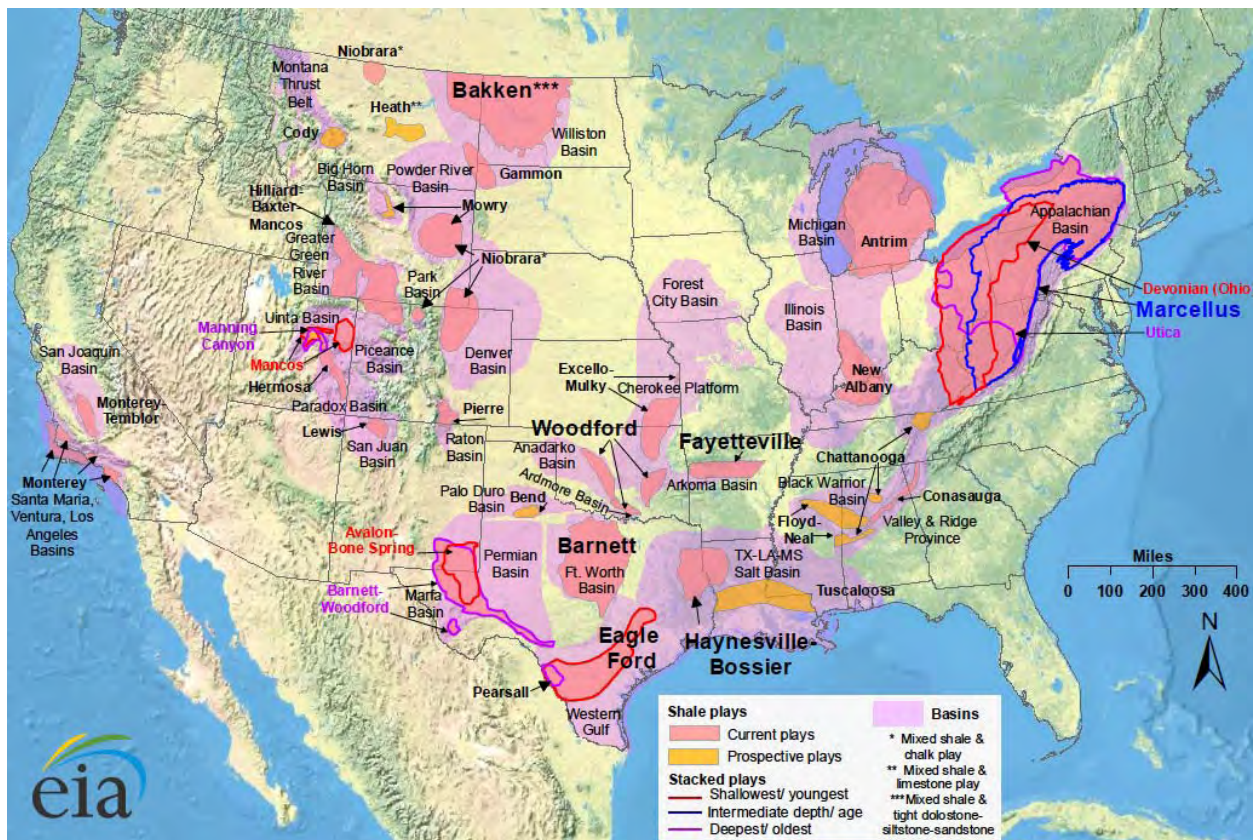 Niobrara*
Montana
Thrust
Belt
Bakken***
Heath**
Cody
Williston
Basin
Big Horn
Basin
Powder River
Basin
Gammon
Hilliard-
Baxter-
Mancos
Mowry
Greater
Green
River
Basin
Niobrara*
Park
Basin
Michigan
Basin
Antrim
Appalachian
Basin
Devonian (Ohio
Marcellus
Utica
Forest
City Basin
Illinois
Basin
Uinta Basin
Manning
Canyon
Mancos
Piceance
Basin
Denver
Basin
Hermosa
San Joaquin
Basin
Excello-
Mulky
Cherokee Platform
New
Albany
Monterey-
Temblor
Paradox Basin
Lewis
San Juan
Basin
Pierre
Raton
Basin
Woodford
Anadarko
Basin
Fayetteville
Arkoma Basin
Chattanooga
Black Warrior
Basin
Conasauga
Monterey
Santa Maria,
Ventura, Los
Angeles
Basins
Palo Duro
Basin
Bend
Ardmore Basin
Floyd-
Neal
Valley & Ridge
Province
Avalon-
Bone Spring
Permian
Basin
Barnett
Ft. Worth
Basin
TX-LA-MS
Salt Basin
Tuscaloosa
Miles
0 100 200 300 400
Barnett-
Woodford
Marfa
Basin
Eagle
Ford
Haynesville-
Bossier
N
Pearsall
Western
Gulf
Shale plays
Current plays
Prospective plays
Stacked plays
Shallowest/ youngest
Intermediate depth/ age
Deepest/ oldest
Basins
* Mixed shale &
chalk play
** Mixed shale &
limestone play
***Mixed shale &
tight dolostone-
siltstone-sandstone
eia